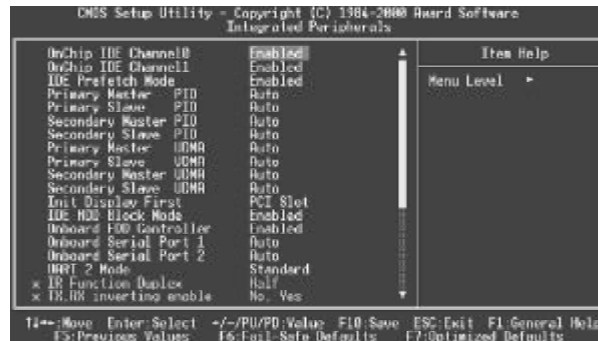 CMOS Setup Utility - Copyright (C) 1984-2000 Award Software
Integrated Peripherals
OnChip IDE Channel0 Enabled
OnChip IDE Channel1 Enabled
IDE Prefetch Mode Enabled
Primary Master PIO Auto
Primary Slave PIO Auto
Secondary Master PIO Auto
Secondary Slave PIO Auto
Primary Master UDMA Auto
Primary Slave UDMA Auto
Secondary Master UDMA Auto
Secondary Slave UDMA Auto
Init Display First PCI Slot
IDE HDD Block Mode Enabled
Onboard FDD Controller Enabled
Onboard Serial Port 1 Auto
Onboard Serial Port 2 Auto
UART 2 Mode Standard
x IR Function Duplex Half
x TX,RX inverting enable No, Yes
Item Help
Menu Level ►
↑↓←→:Move Enter:Select +/-/PU/PD:Value F10:Save ESC:Exit F1:General Help
F5:Previous Values F6:Fail-Safe Defaults F7:Optimized Defaults